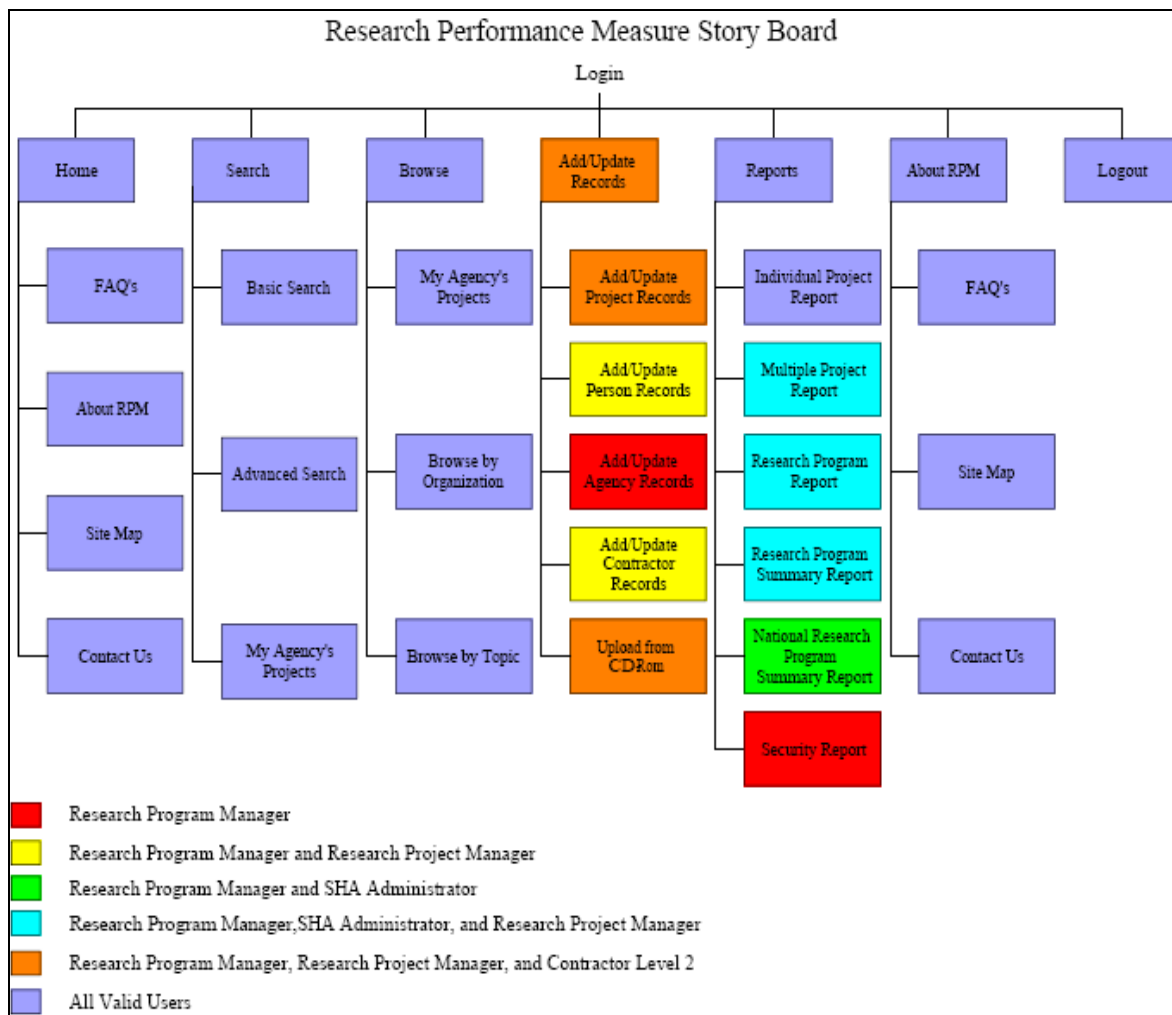 Research Performance Measure Story Board
Login
Home
Search
Browse
Add/Update
Records
Reports
About RPM
Logout
FAQ's
About RPM
Site Map
Contact Us
Basic Search
Advanced Search
My Agency's
Projects
My Agency's
Projects
Browse by
Organization
Browse by Topic
Add/Update
Project Records
Add/Update
Person Records
Add/Update
Agency Records
Add/Update
Contractor
Records
Upload from
CD-Rom
Individual Project
Report
Multiple Project
Report
Research Program
Report
Research Program
Summary Report
National Research
Program
Summary Report
Security Report
FAQ's
Site Map
Contact Us
Research Program Manager
Research Program Manager and Research Project Manager
Research Program Manager and SHA Administrator
Research Program Manager,SHA Administrator, and Research Project Manager
Research Program Manager, Research Project Manager, and Contractor Level 2
All Valid Users